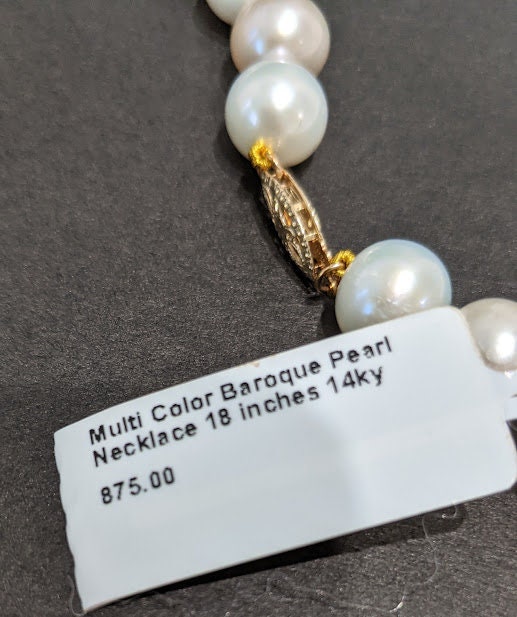 Multi Color Baroque Pearl
Necklace 18 inches 14ky
875.00